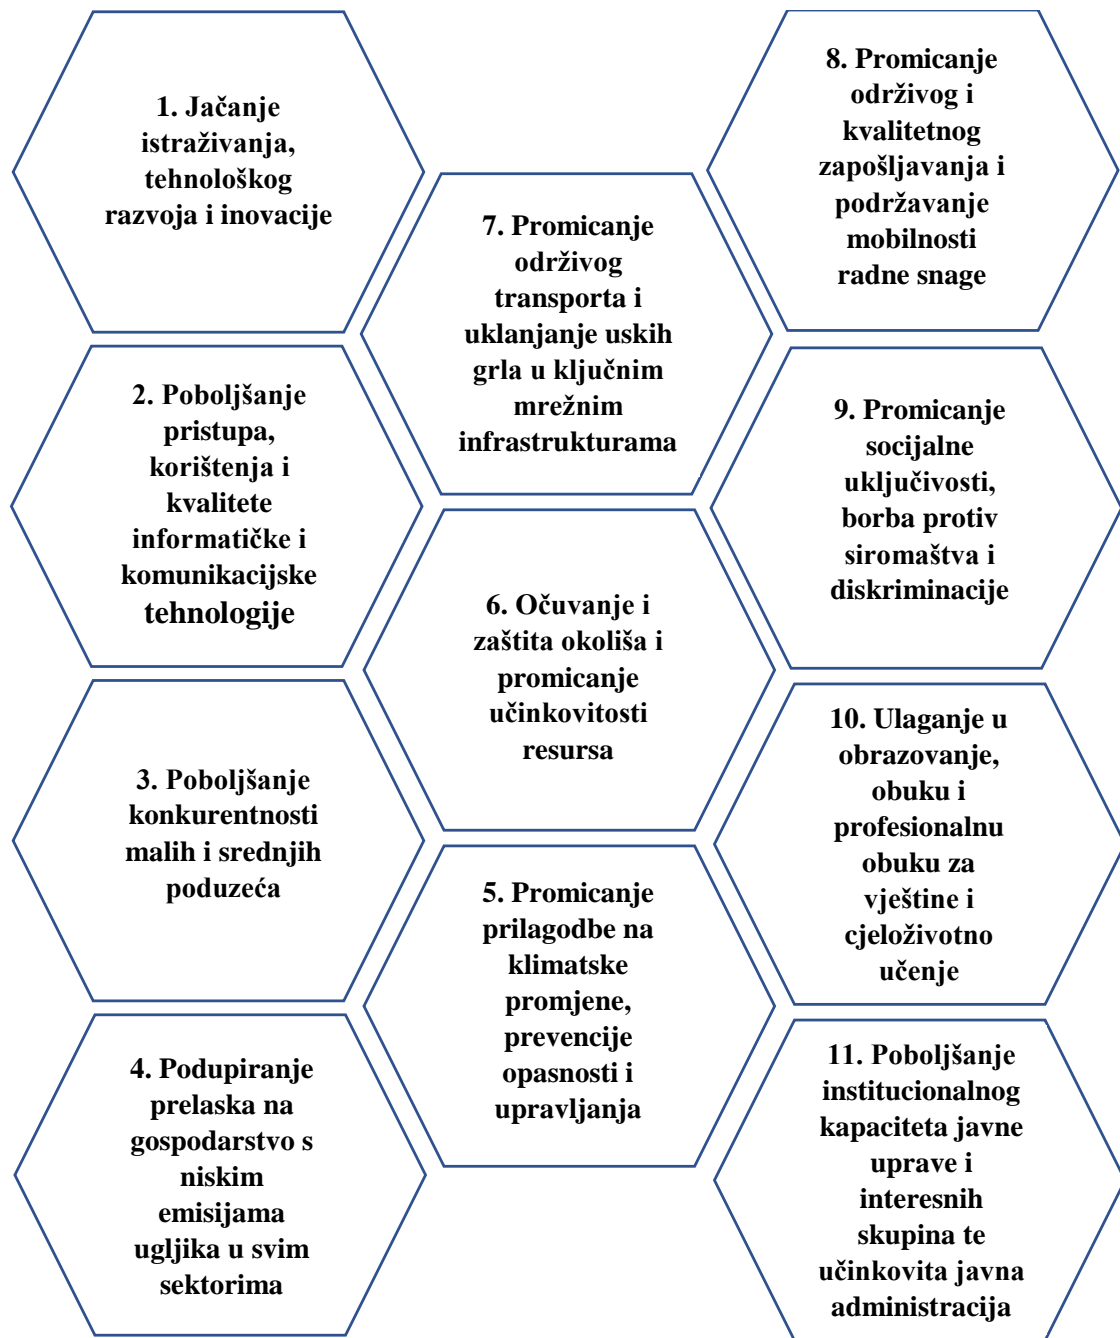 1. Jačanje
istraživanja,
tehnološkog
razvoja i inovacije
2. Poboljšanje
pristupa,
korištenja i
kvalitete
informatičke i
komunikacijske
tehnologije
3. Poboljšanje
konkurentnosti
malih i srednjih
poduzeća
4. Podupiranje
prelaska na
gospodarstvo s
niskim
emisijama
ugljika u svim
sektorima
5. Promicanje
prilagodbe na
klimatske
promjene,
prevencije
opasnosti i
upravljanja
6. Očuvanje i
zaštita okoliša i
promicanje
učinkovitosti
resursa
7. Promicanje
održivog
transporta i
uklanjanje uskih
grla u ključnim
mrežnim
infrastrukturama
8. Promicanje
održivog i
kvalitetnog
zapošljavanja i
podržavanje
mobilnosti
radne snage
9. Promicanje
socijalne
uključivosti,
borba protiv
siromaštva i
diskriminacije
10. Ulaganje u
obrazovanje,
obuku i
profesionalnu
obuku za
vještine i
cjeloživotno
učenje
11. Poboljšanje
institucionalnog
kapaciteta javne
uprave i
interesnih
skupina te
učinkovita javna
administracija